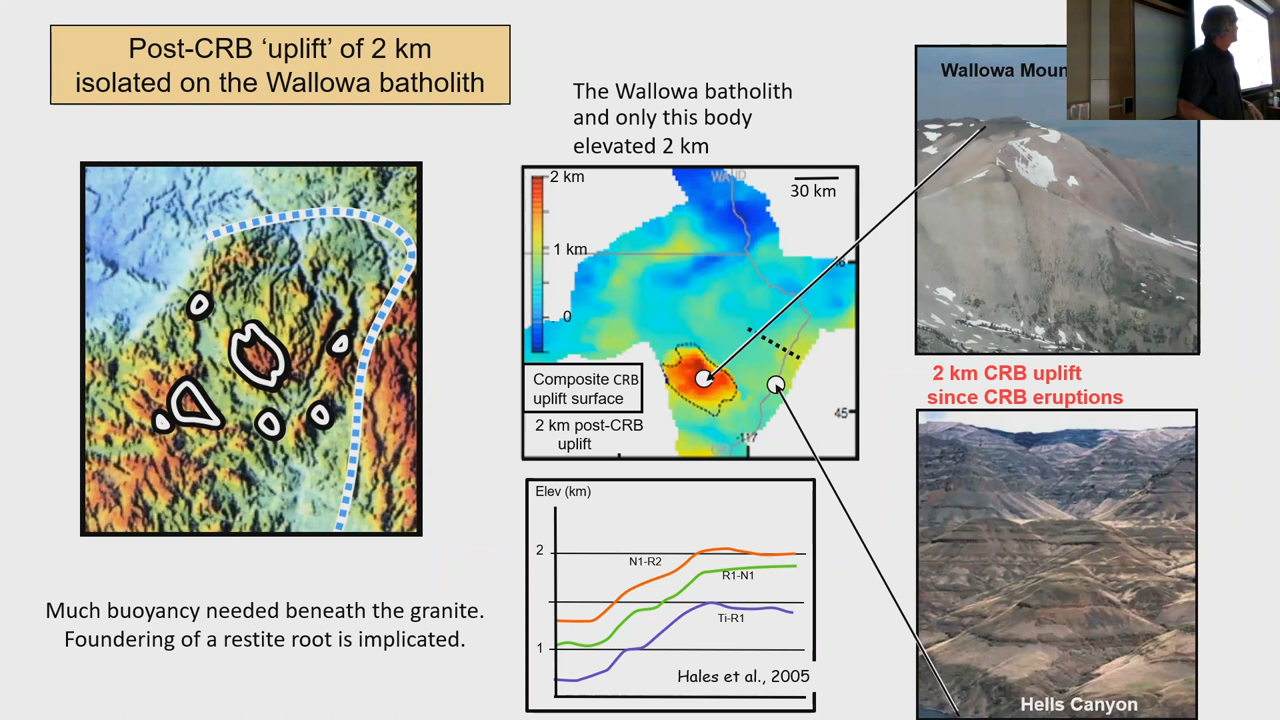 Post-CRB ‘uplift’ of 2 km
isolated on the Wallowa batholith
The Wallowa batholith
and only this body
elevated 2 km
Wallowa Moun
2 km
1 km
0
WA
ID
30 km
45
-117
Composite CRB
uplift surface
2 km post-CRB
uplift
2 km CRB uplift
since CRB eruptions
Elev (km)
2
1
N1-R2
R1-N1
Ti-R1
Hales et al., 2005
Hells Canyon
Much buoyancy needed beneath the granite.
Foundering of a restite root is implicated.